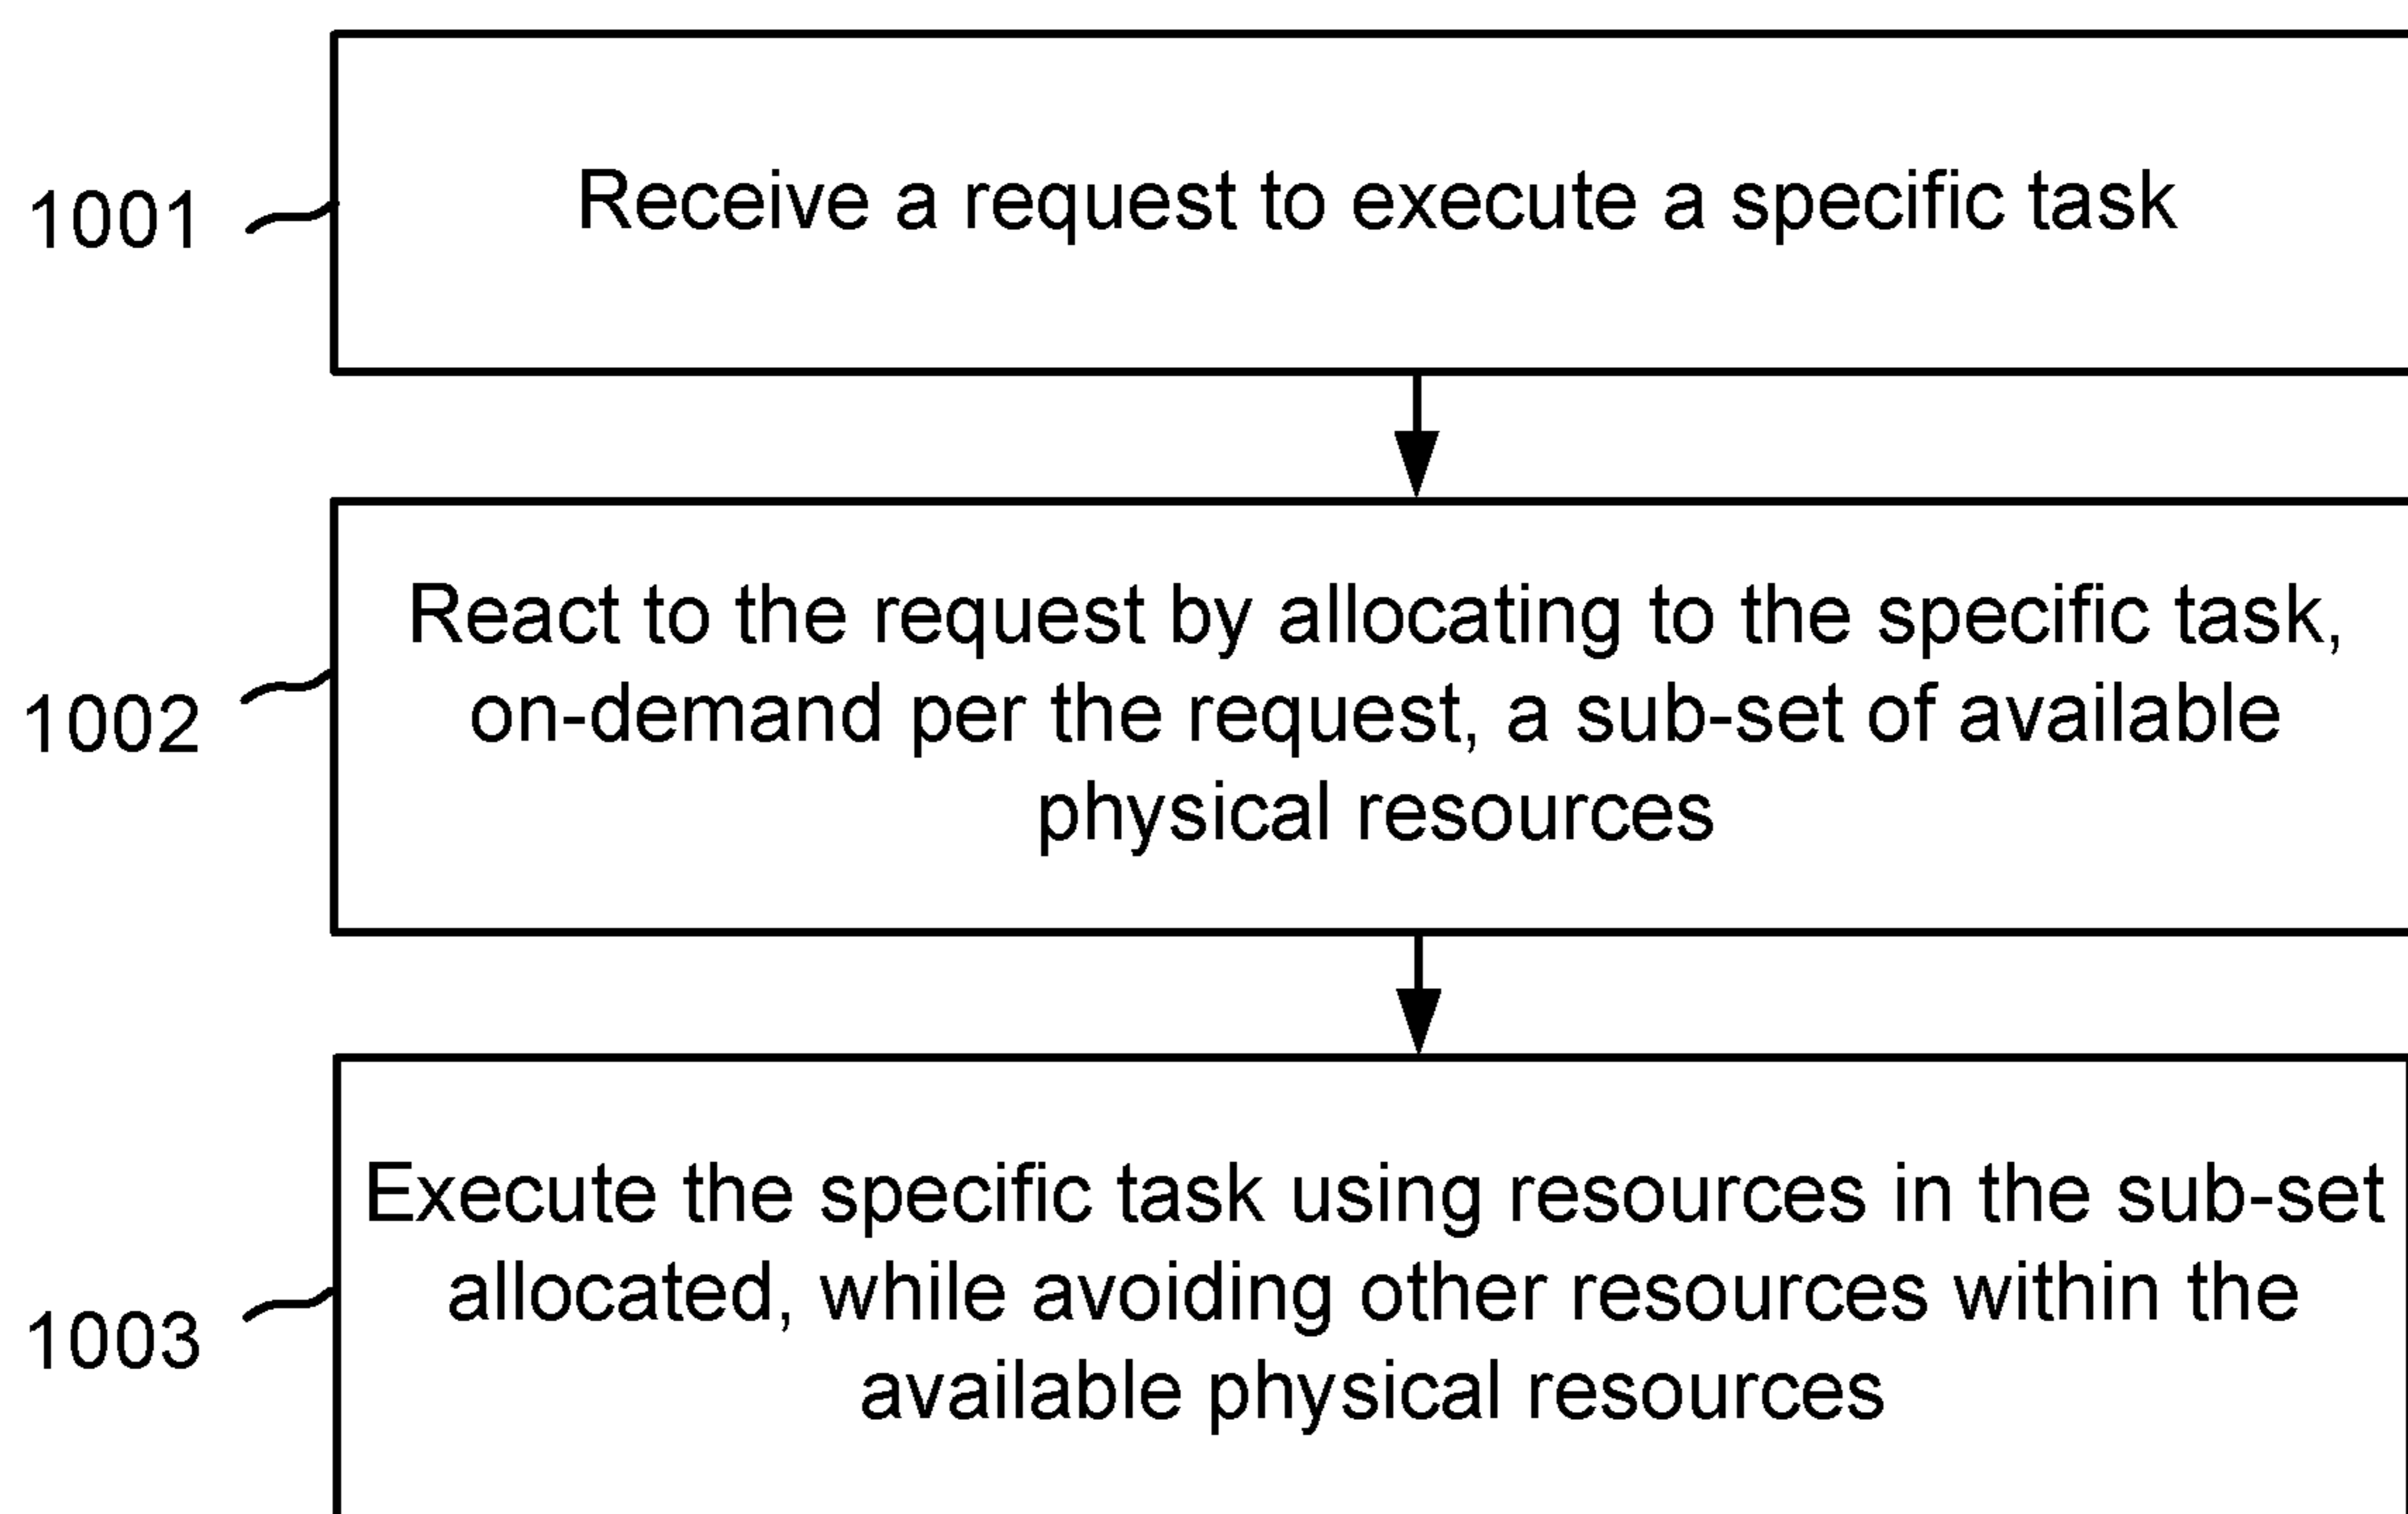 1001
Receive a request to execute a specific task
1002
React to the request by allocating to the specific task,
on-demand per the request, a sub-set of available
physical resources
1003
Execute the specific task using resources in the sub-set
allocated, while avoiding other resources within the
available physical resources